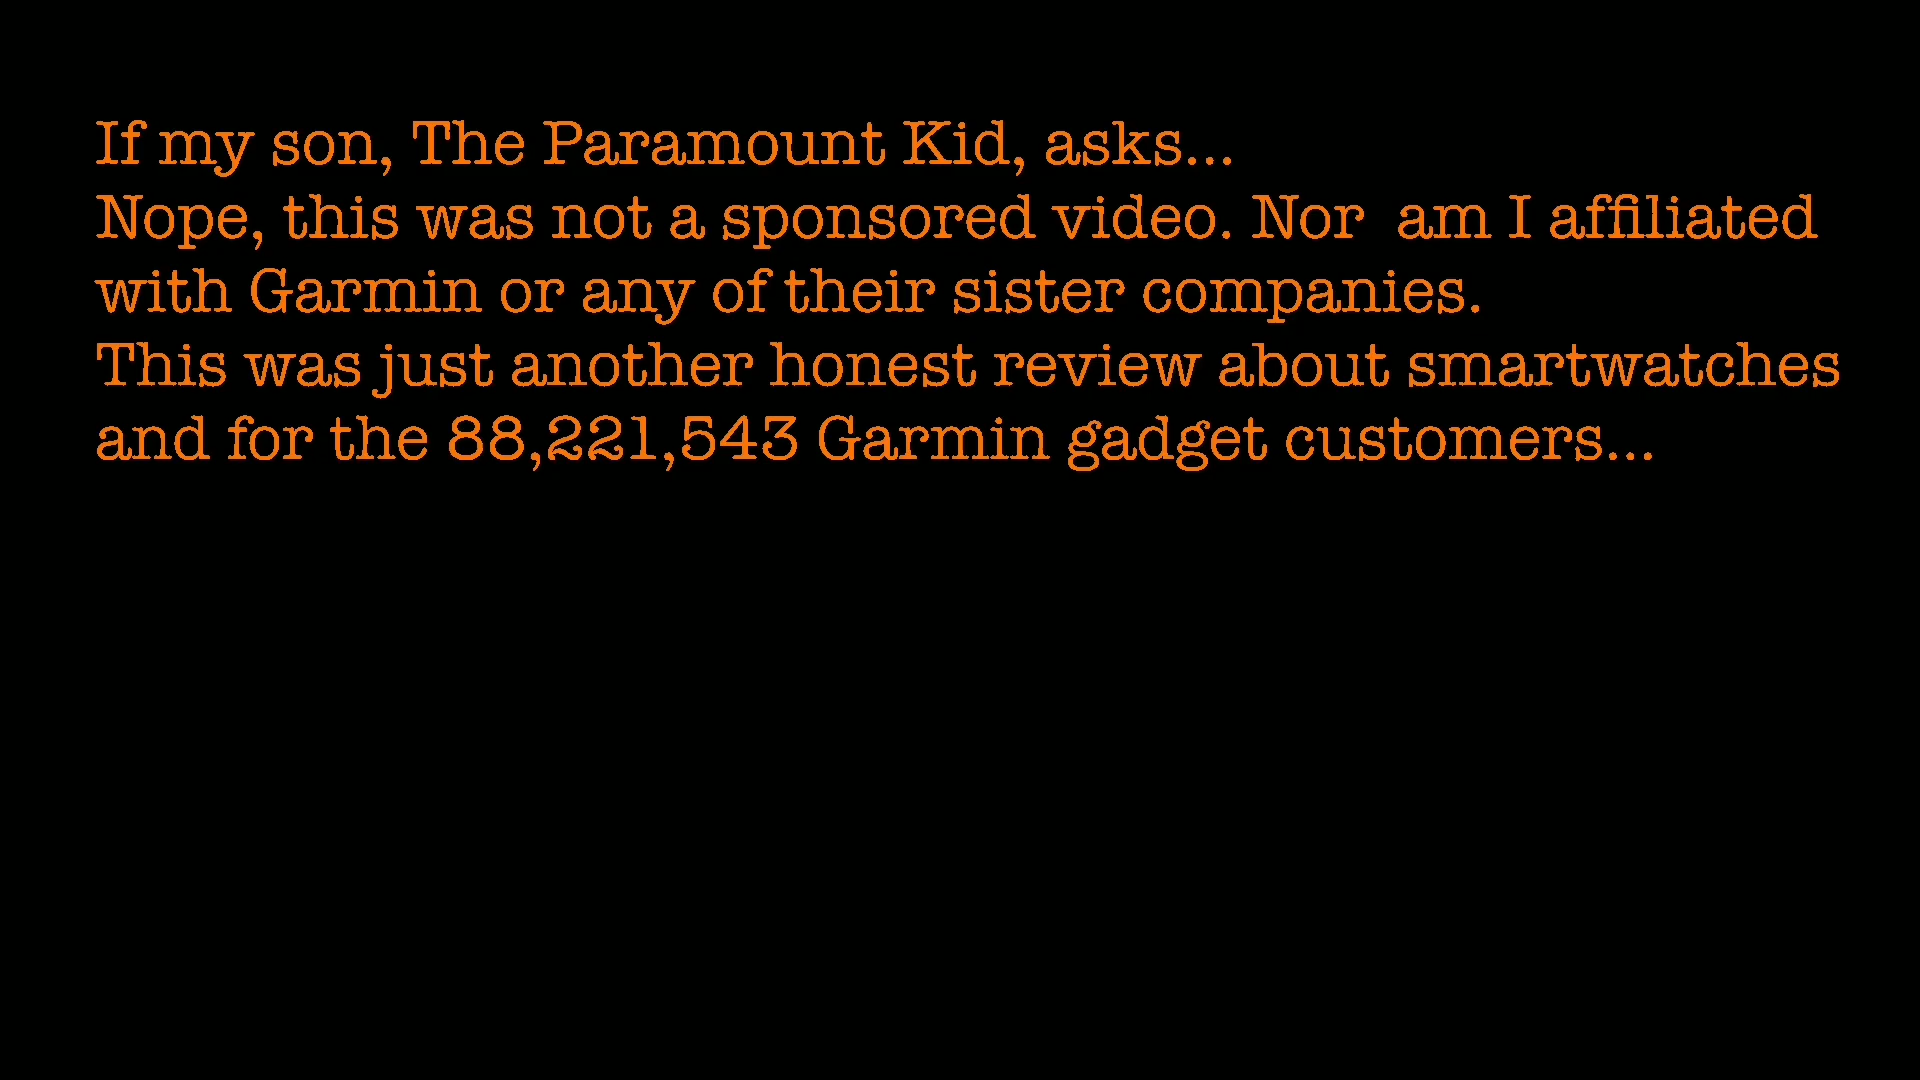 If my son, The Paramount Kid, asks...
Nope, this was not a sponsored video. Nor  am I affiliated
with Garmin or any of their sister companies.
This was just another honest review about smartwatches
and for the 88,221,543 Garmin gadget customers...